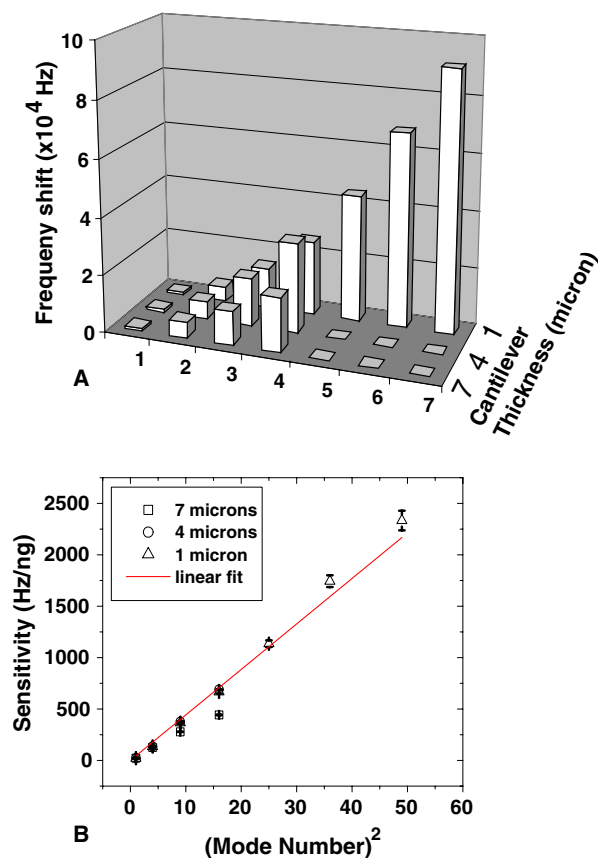 10
8
6
4
2
0
Frequeny shift (x10⁴ Hz)
1
2
3
4
5
6
7
7 4 1
Cantilever
Thickness (micron)
A
7 microns
4 microns
1 micron
linear fit
2500
2000
1500
1000
500
0
Sensitivity (Hz/ng)
0 10 20 30 40 50 60
(Mode Number)²
B